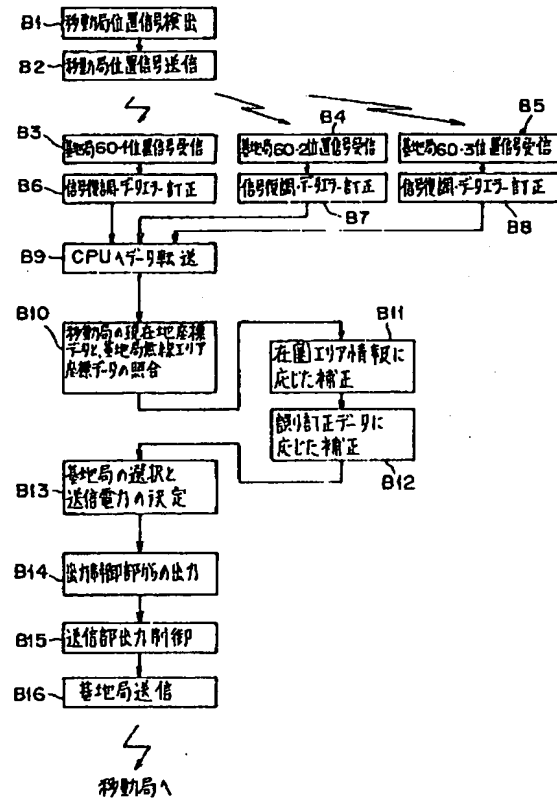 B1
移動局位置信号検出
B2
移動局位置信号送信
B3
基地局60-1位置信号受信
B4
基地局60-2位置信号受信
B5
基地局60-3位置信号受信
B6
信号復調・データエラー訂正
信号復調・データエラー訂正
B7
信号復調・データエラー訂正
B8
B9
CPUへデータ転送
B10
移動局の現在地座標
データと、基地局無線エリア
座標データの照合
B11
在圏エリア情報に
応じた補正
誤り訂正データに
応じた補正
B12
B13
基地局の選択と
送信電力の決定
B14
出力制御部からの出力
B15
送信部出力制御
B16
基地局送信
移動局へ